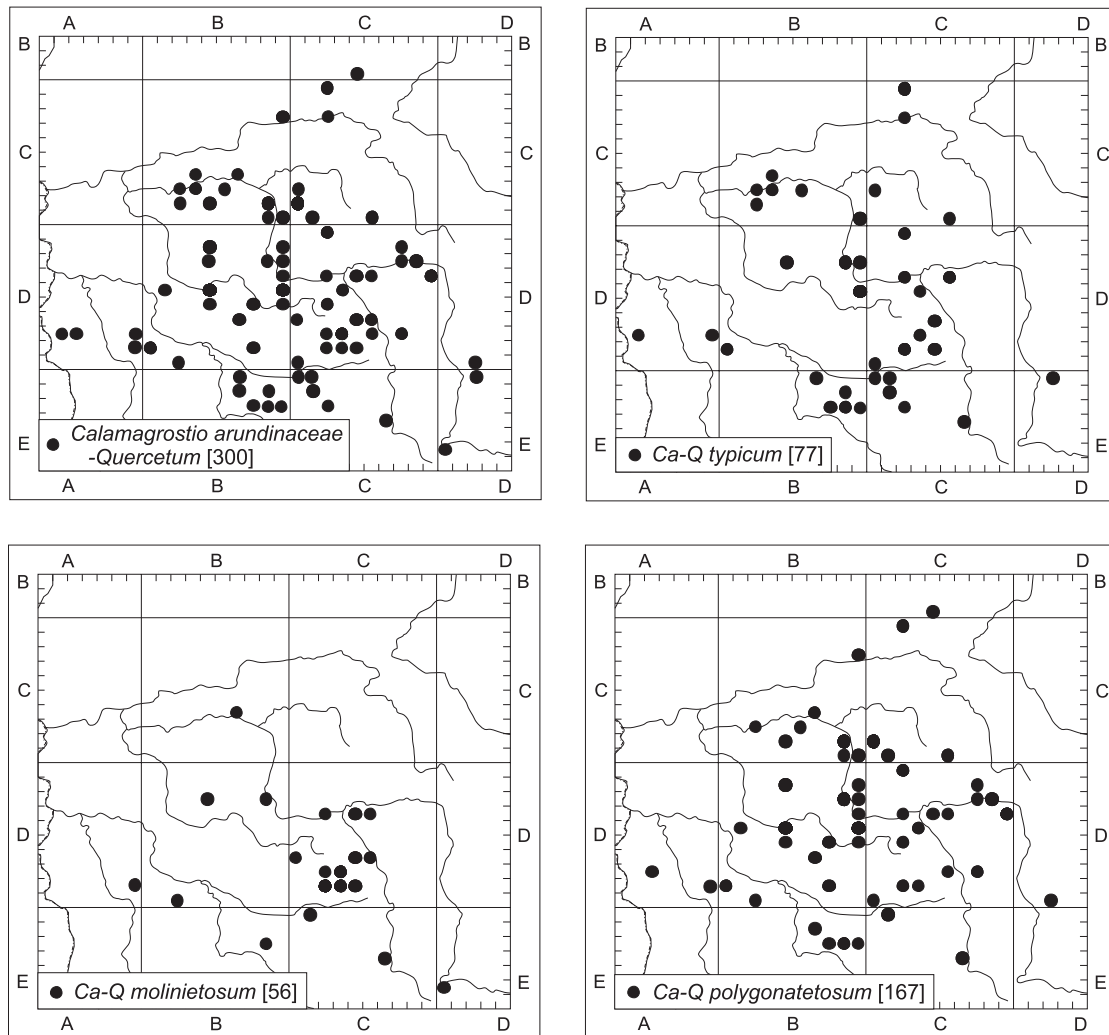 A B C D
B B
C C
D D
E E
Calamagrostio arundinaceae
-Quercetum [300]
A B C D
A B C D
B B
C C
D D
E E
Ca-Q typicum [77]
A B C D
A B C D
B B
C C
D D
E E
Ca-Q molinietosum [56]
A B C D
A B C D
B B
C C
D D
E E
Ca-Q polygonatetosum [167]
A B C D